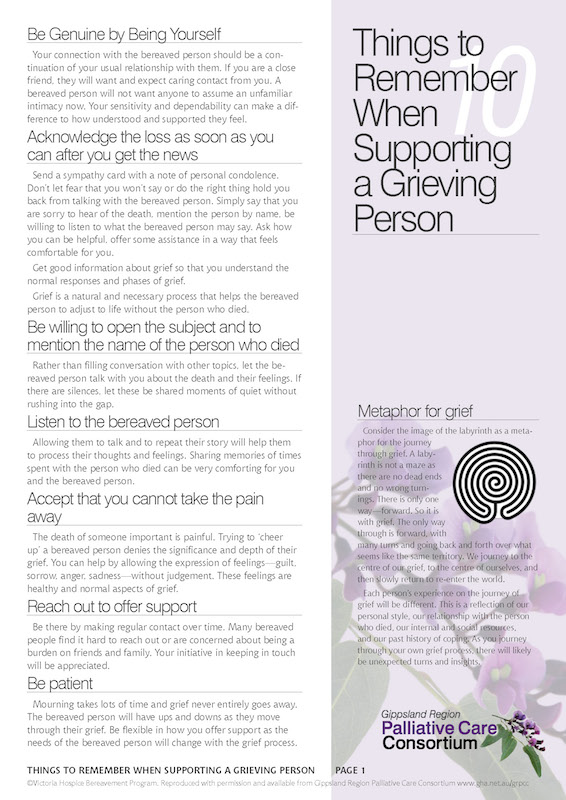 Be Genuine by Being Yourself
Your connection with the bereaved person should be a con-
tinuation of your usual relationship with them. If you are a close
friend, they will want and expect caring contact from you. A
bereaved person will not want anyone to assume an unfamiliar
intimacy now. Your sensitivity and dependability can make a dif-
ference to how understood and supported they feel.
Acknowledge the loss as soon as you
can after you get the news
Send a sympathy card with a note of personal condolence.
Don't let fear that you won't say or do the right thing hold you
back from talking with the bereaved person. Simply say that you
are sorry to hear of the death, mention the person by name, be
willing to listen to what the bereaved person may say. Ask how
you can be helpful, offer some assistance in a way that feels
comfortable for you.
Get good information about grief so that you understand the
normal responses and phases of grief.
Grief is a natural and necessary process that helps the bereaved
person to adjust to life without the person who died.
Be willing to open the subject and to
mention the name of the person who died
Rather than filling conversation with other topics, let the be-
reaved person talk with you about the death and their feelings. If
there are silences, let these be shared moments of quiet without
rushing into the gap.
Listen to the bereaved person
Allowing them to talk and to repeat their story will help them
to process their thoughts and feelings. Sharing memories of times
spent with the person who died can be very comforting for you
and the bereaved person.
Accept that you cannot take the pain
away
The death of someone important is painful. Trying to 'cheer
up' a bereaved person denies the significance and depth of their
grief. You can help by allowing the expression of feelings—guilt,
sorrow, anger, sadness—without judgement. These feelings are
healthy and normal aspects of grief.
Reach out to offer support
Be there by making regular contact over time. Many bereaved
people find it hard to reach out or are concerned about being a
burden on friends and family. Your initiative in keeping in touch
will be appreciated.
Be patient
Mourning takes lots of time and grief never entirely goes away.
The bereaved person will have ups and downs as they move
through their grief. Be flexible in how you offer support as the
needs of the bereaved person will change with the grief process.
10
Things to
Remember
When
Supporting
a Grieving
Person
Metaphor for grief
Consider the image of the labyrinth as a meta-
phor for the journey
through grief. A laby-
rinth is not a maze as
there are no dead ends
and no wrong turn-
ings. There is only one
way—forward. So it is
with grief. The only way
through is forward, with
many turns and going back and forth over what
seems like the same territory. We journey to the
centre of our grief, to the centre of ourselves, and
then slowly return to re-enter the world.
Each person's experience on the journey of
grief will be different. This is a reflection of our
personal style, our relationship with the person
who died, our internal and social resources,
and our past history of coping. As you journey
through your own grief process, there will likely
be unexpected turns and insights.
Gippsland Region
Palliative Care
Consortium
THINGS TO REMEMBER WHEN SUPPORTING A GRIEVING PERSON PAGE 1
©Victoria Hospice Bereavement Program, Reproduced with permission and available from Gippsland Region Palliative Care Consortium www.gha.net.au/grpcc